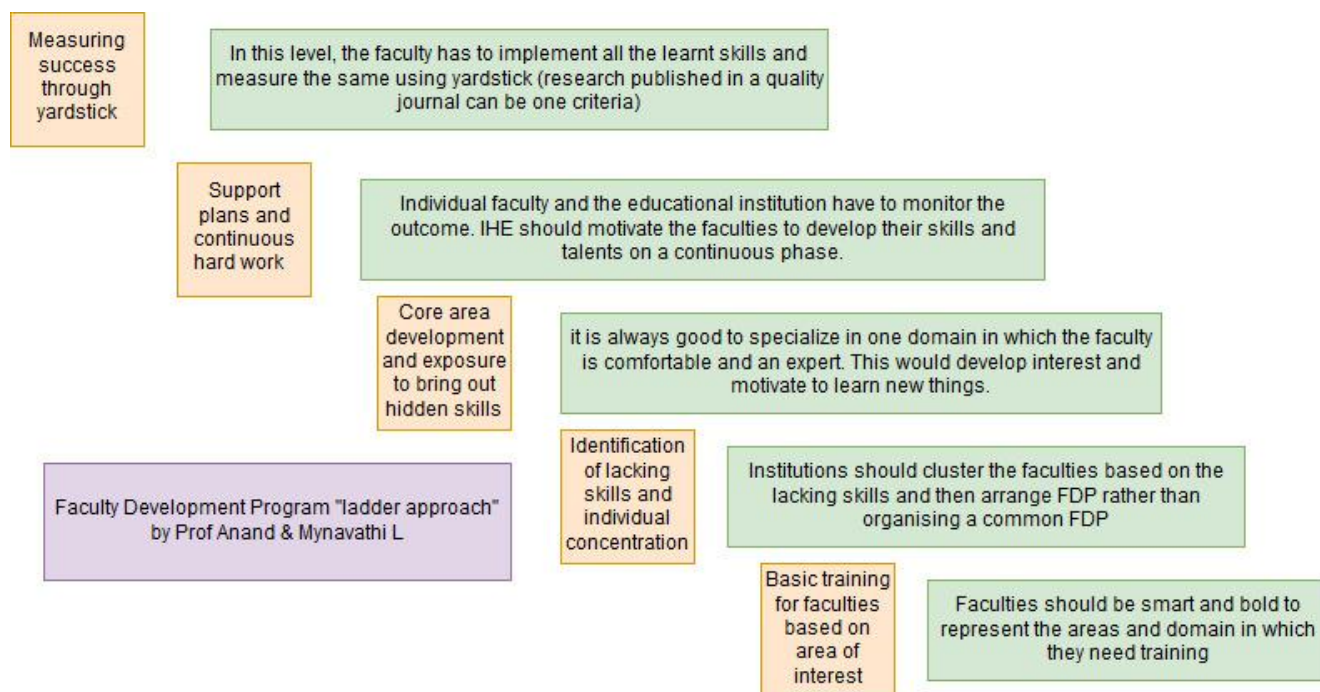 Measuring
success
through
yardstick
In this level, the faculty has to implement all the learnt skills and
measure the same using yardstick (research published in a quality
journal can be one criteria)
Support
plans and
continuous
hard work
Individual faculty and the educational institution have to monitor the
outcome. IHE should motivate the faculties to develop their skills and
talents on a continuous phase.
Core area
development
and exposure
to bring out
hidden skills
it is always good to specialize in one domain in which the faculty
is comfortable and an expert. This would develop interest and
motivate to learn new things.
Identification
of lacking
skills and
individual
concentration
Institutions should cluster the faculties based on the
lacking skills and then arrange FDP rather than
organising a common FDP
Faculty Development Program "ladder approach"
by Prof Anand & Mynavathi L
Basic training
for faculties
based on
area of
interest
Faculties should be smart and bold to
represent the areas and domain in which
they need training